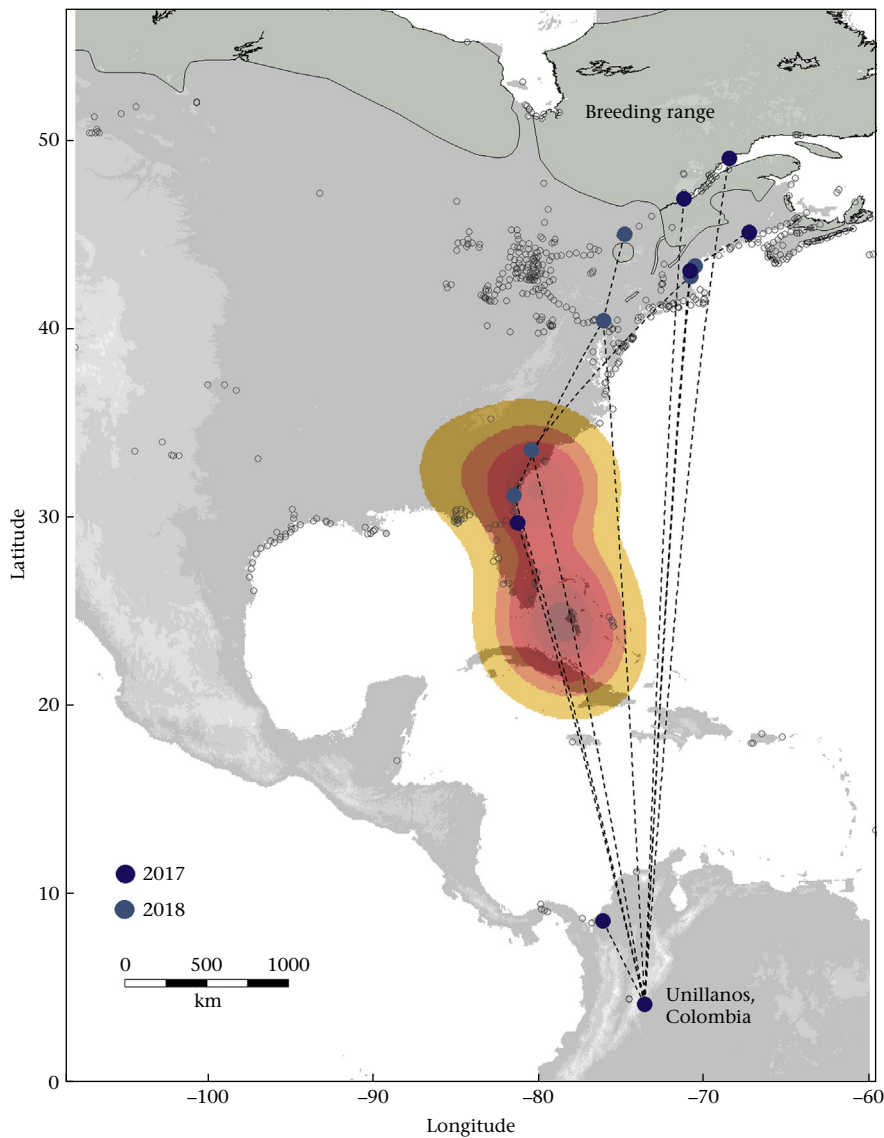 Breeding range
50
40
30
20
10
0
Latitude
2017
2018
0 500 1000
km
Unillanos,
Colombia
–100 –90 –80 –70 –60
Longitude